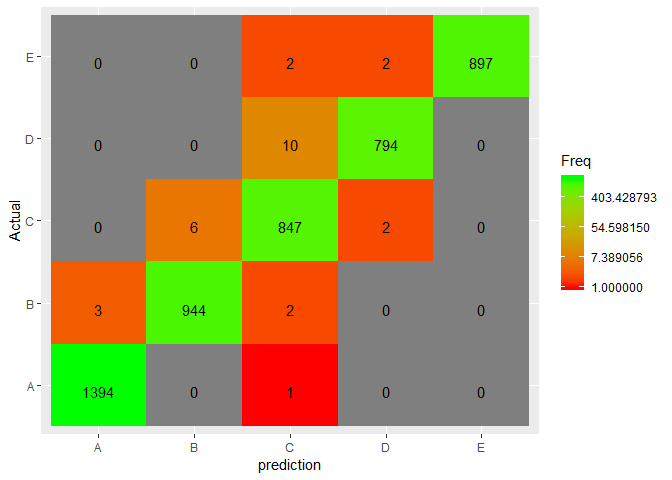 E 0 0 2 2 897
D 0 0 10 794 0
C 0 6 847 2 0
B 3 944 2 0 0
A 1394 0 1 0 0
A B C D E
prediction
Actual
Freq
403.428793
54.598150
7.389056
1.000000